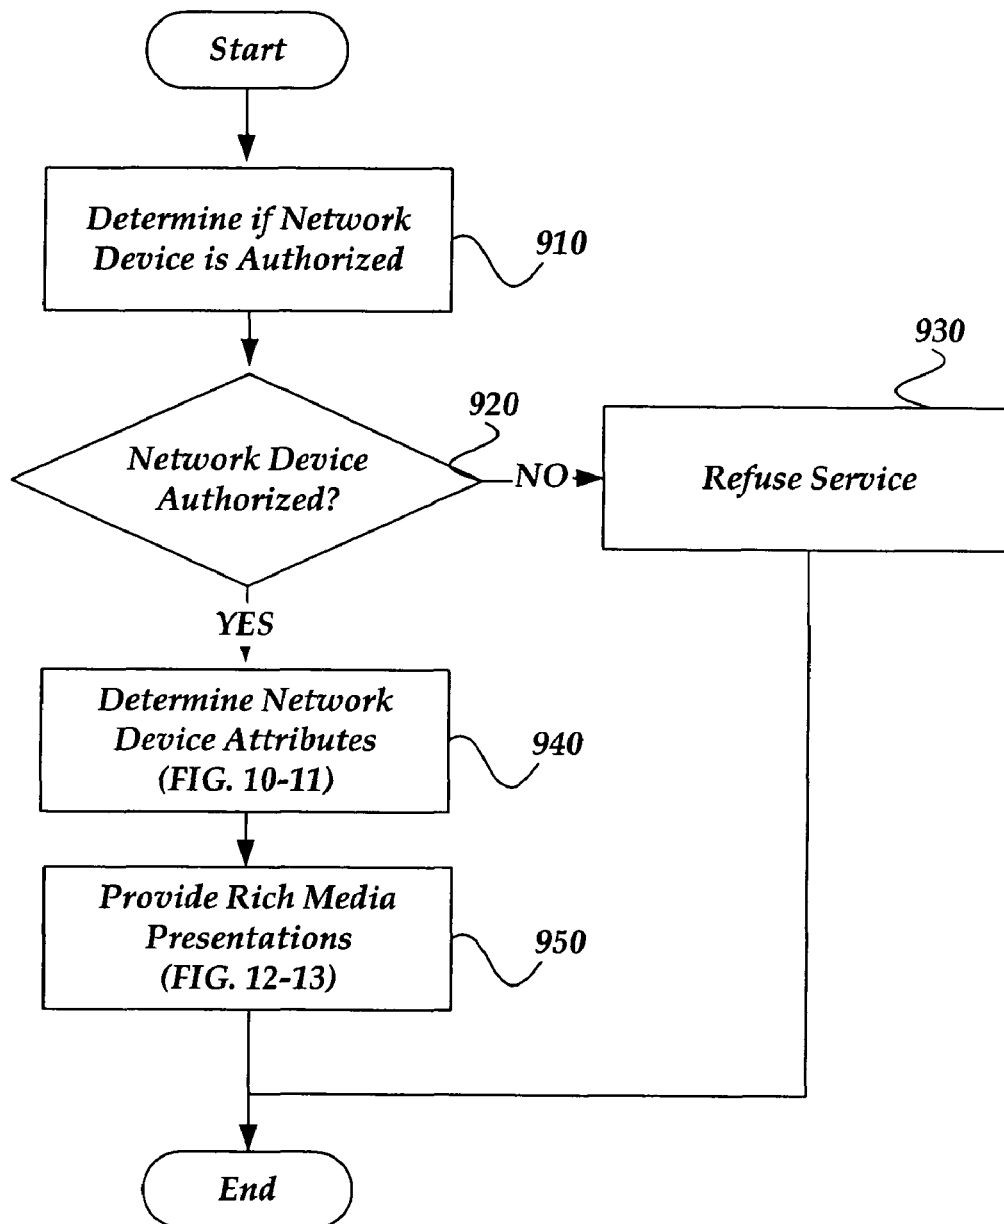 Start
Determine if Network
Device is Authorized
910
930
920
Network Device
Authorized?
NO
Refuse Service
YES
Determine Network
Device Attributes
(FIG. 10-11)
940
Provide Rich Media
Presentations
(FIG. 12-13)
950
End